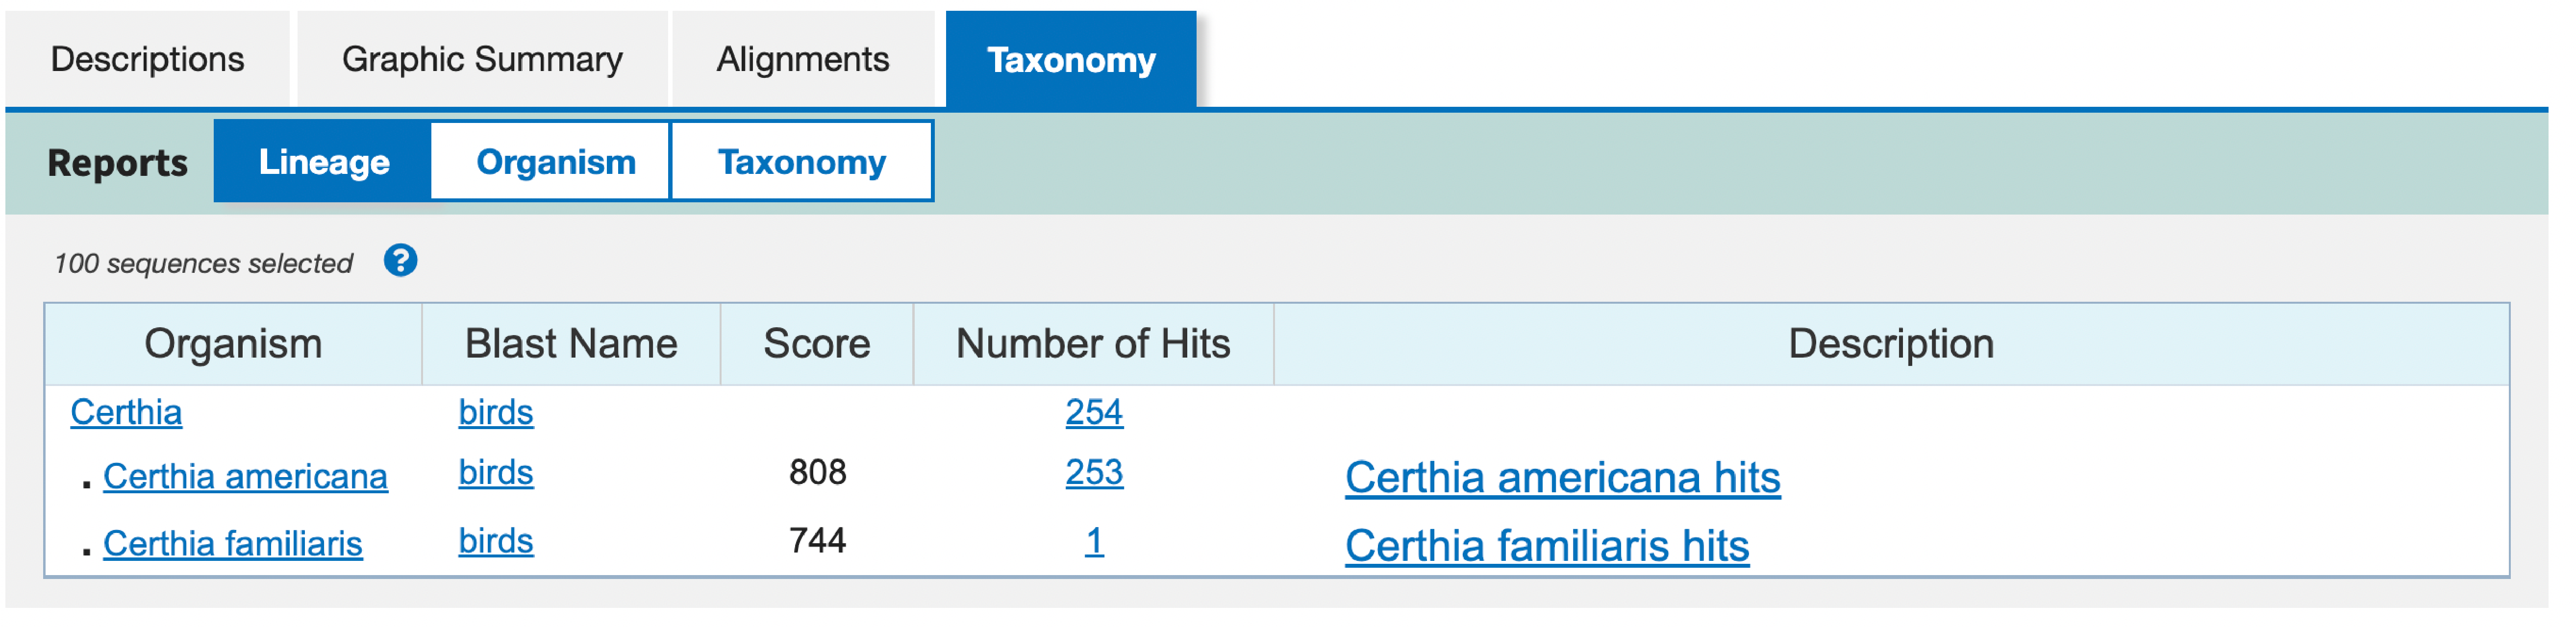 Descriptions Graphic Summary Alignments Taxonomy
Reports Lineage Organism Taxonomy
100 sequences selected ?
Organism Blast Name Score Number of Hits Description
Certhia birds 254
. Certhia americana birds 808 253 Certhia americana hits
. Certhia familiaris birds 744 1 Certhia familiaris hits